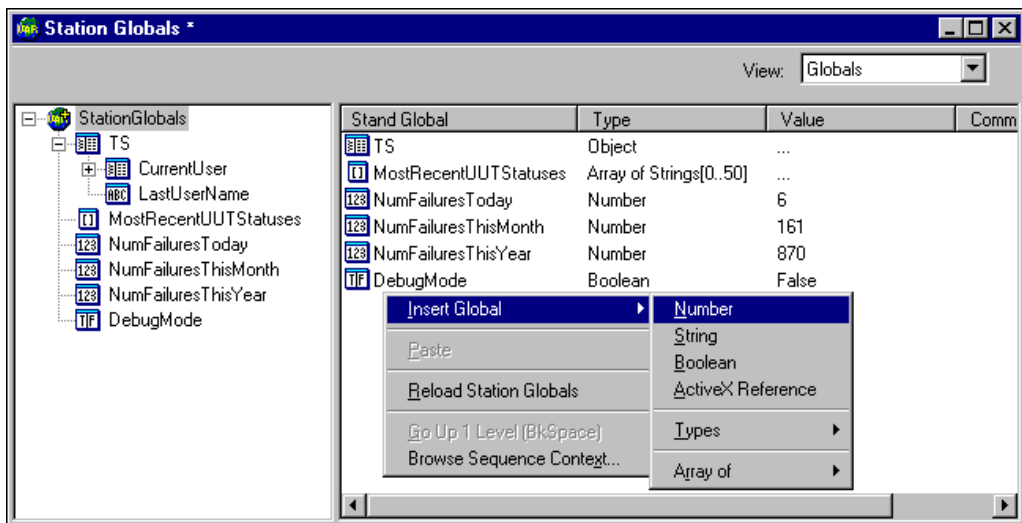 Station Globals *
View: Globals
StationGlobals
TS
CurrentUser
LastUserName
MostRecentUUTStatuses
NumFailuresToday
NumFailuresThisMonth
NumFailuresThisYear
DebugMode
Stand Global Type Value Comm
TS Object ...
MostRecentUUTStatuses Array of Strings[0..50] ...
NumFailuresToday Number 6
NumFailuresThisMonth Number 161
NumFailuresThisYear Number 870
DebugMode Boolean False
Insert Global
Paste
Reload Station Globals
Go Up 1 Level (BkSpace)
Browse Sequence Context...
Number
String
Boolean
ActiveX Reference
Types
Array of